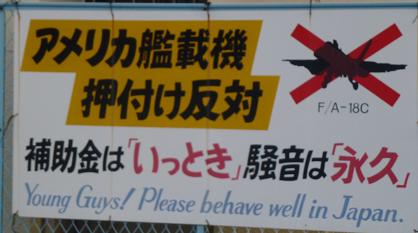 アメリカ艦載機
押付け反対
F/A-18C
補助金は「いっとき」騒音は「永久」
Young Guys! Please behave well in Japan.